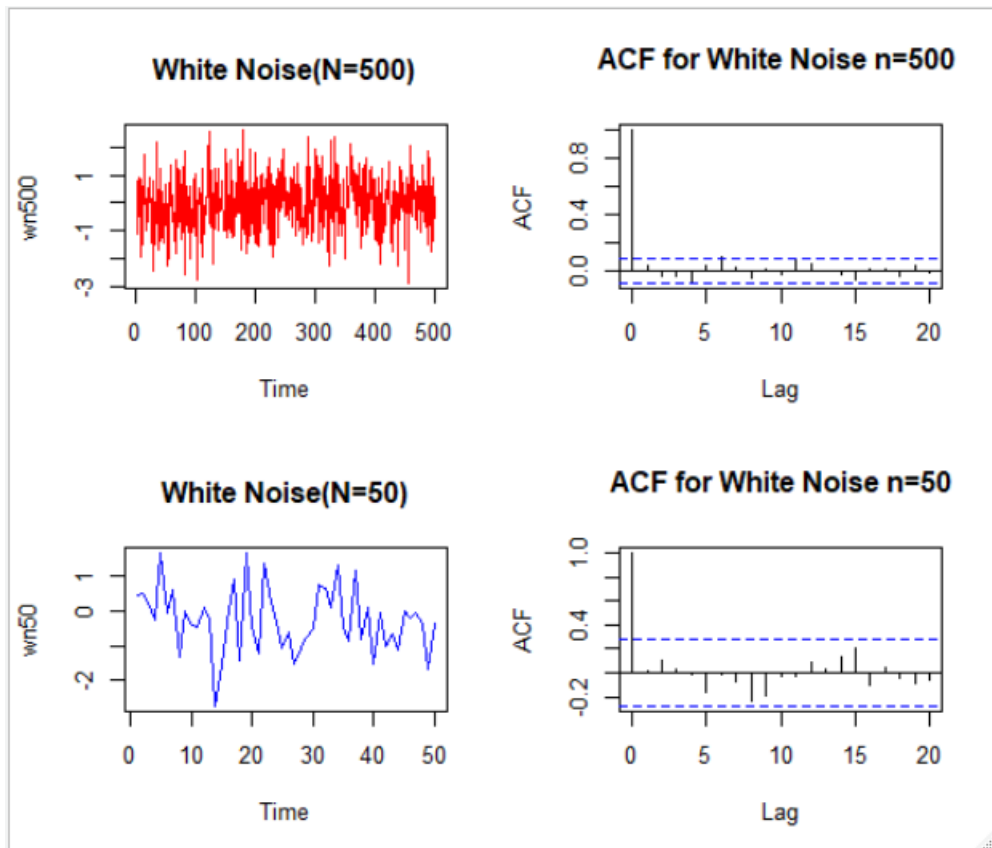 White Noise(N=500)
wn500
1
-1
-3
0 100 200 300 400 500
Time
ACF for White Noise n=500
ACF
0.8
0.4
0.0
0 5 10 15 20
Lag
White Noise(N=50)
wn50
1
0
-2
0 10 20 30 40 50
Time
ACF for White Noise n=50
ACF
1.0
0.4
-0.2
0 5 10 15 20
Lag